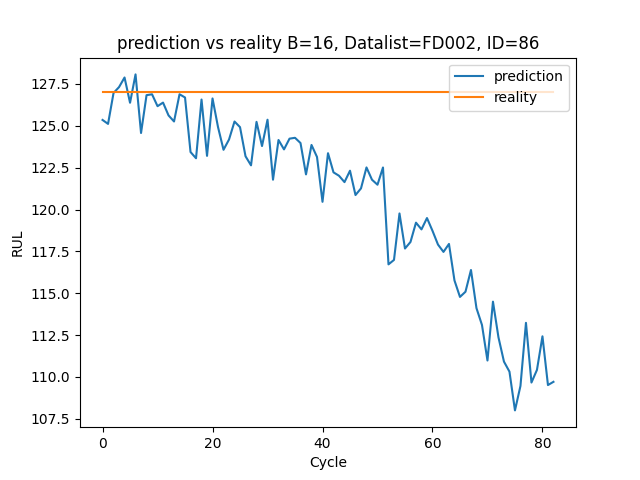 prediction vs reality B=16, Datalist=FD002, ID=86
prediction
reality
127.5
125.0
122.5
120.0
117.5
115.0
112.5
110.0
107.5
RUL
0 20 40 60 80
Cycle